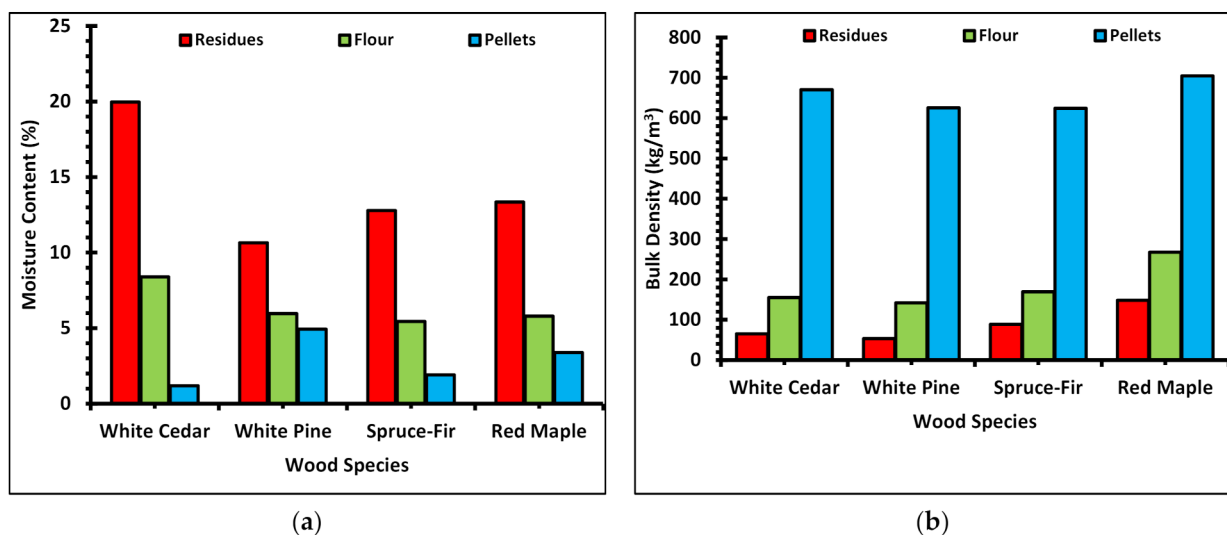 25
20
15
10
5
0
Moisture Content (%)
Residues Flour Pellets
White Cedar White Pine Spruce-Fir Red Maple
Wood Species
(a)
800
700
600
500
400
300
200
100
0
Bulk Density (kg/m³)
Residues Flour Pellets
White Cedar White Pine Spruce-Fir Red Maple
Wood Species
(b)